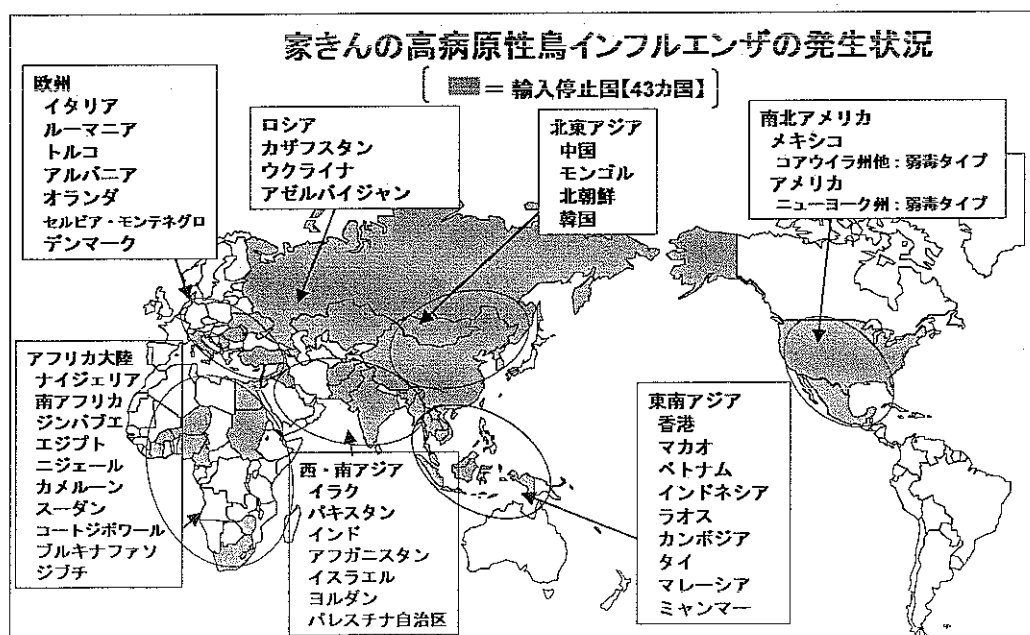 家きんの高病原性鳥インフルエンザの発生状況
＝ 輸入停止国【43カ国】
欧州
イタリア
ルーマニア
トルコ
アルバニア
オランダ
セルビア・モンテネグロ
デンマーク
ロシア
カザフスタン
ウクライナ
アゼルバイジャン
北東アジア
中国
モンゴル
北朝鮮
韓国
南北アメリカ
メキシコ
コアウイラ州他：弱毒タイプ
アメリカ
ニューヨーク州：弱毒タイプ
アフリカ大陸
ナイジェリア
南アフリカ
ジンバブエ
エジプト
ニジェール
カメルーン
スーダン
コートジボワール
ブルキナファソ
ジブチ
西・南アジア
イラク
パキスタン
インド
アフガニスタン
イスラエル
ヨルダン
パレスチナ自治区
東南アジア
香港
マカオ
ベトナム
インドネシア
ラオス
カンボジア
タイ
マレーシア
ミャンマー